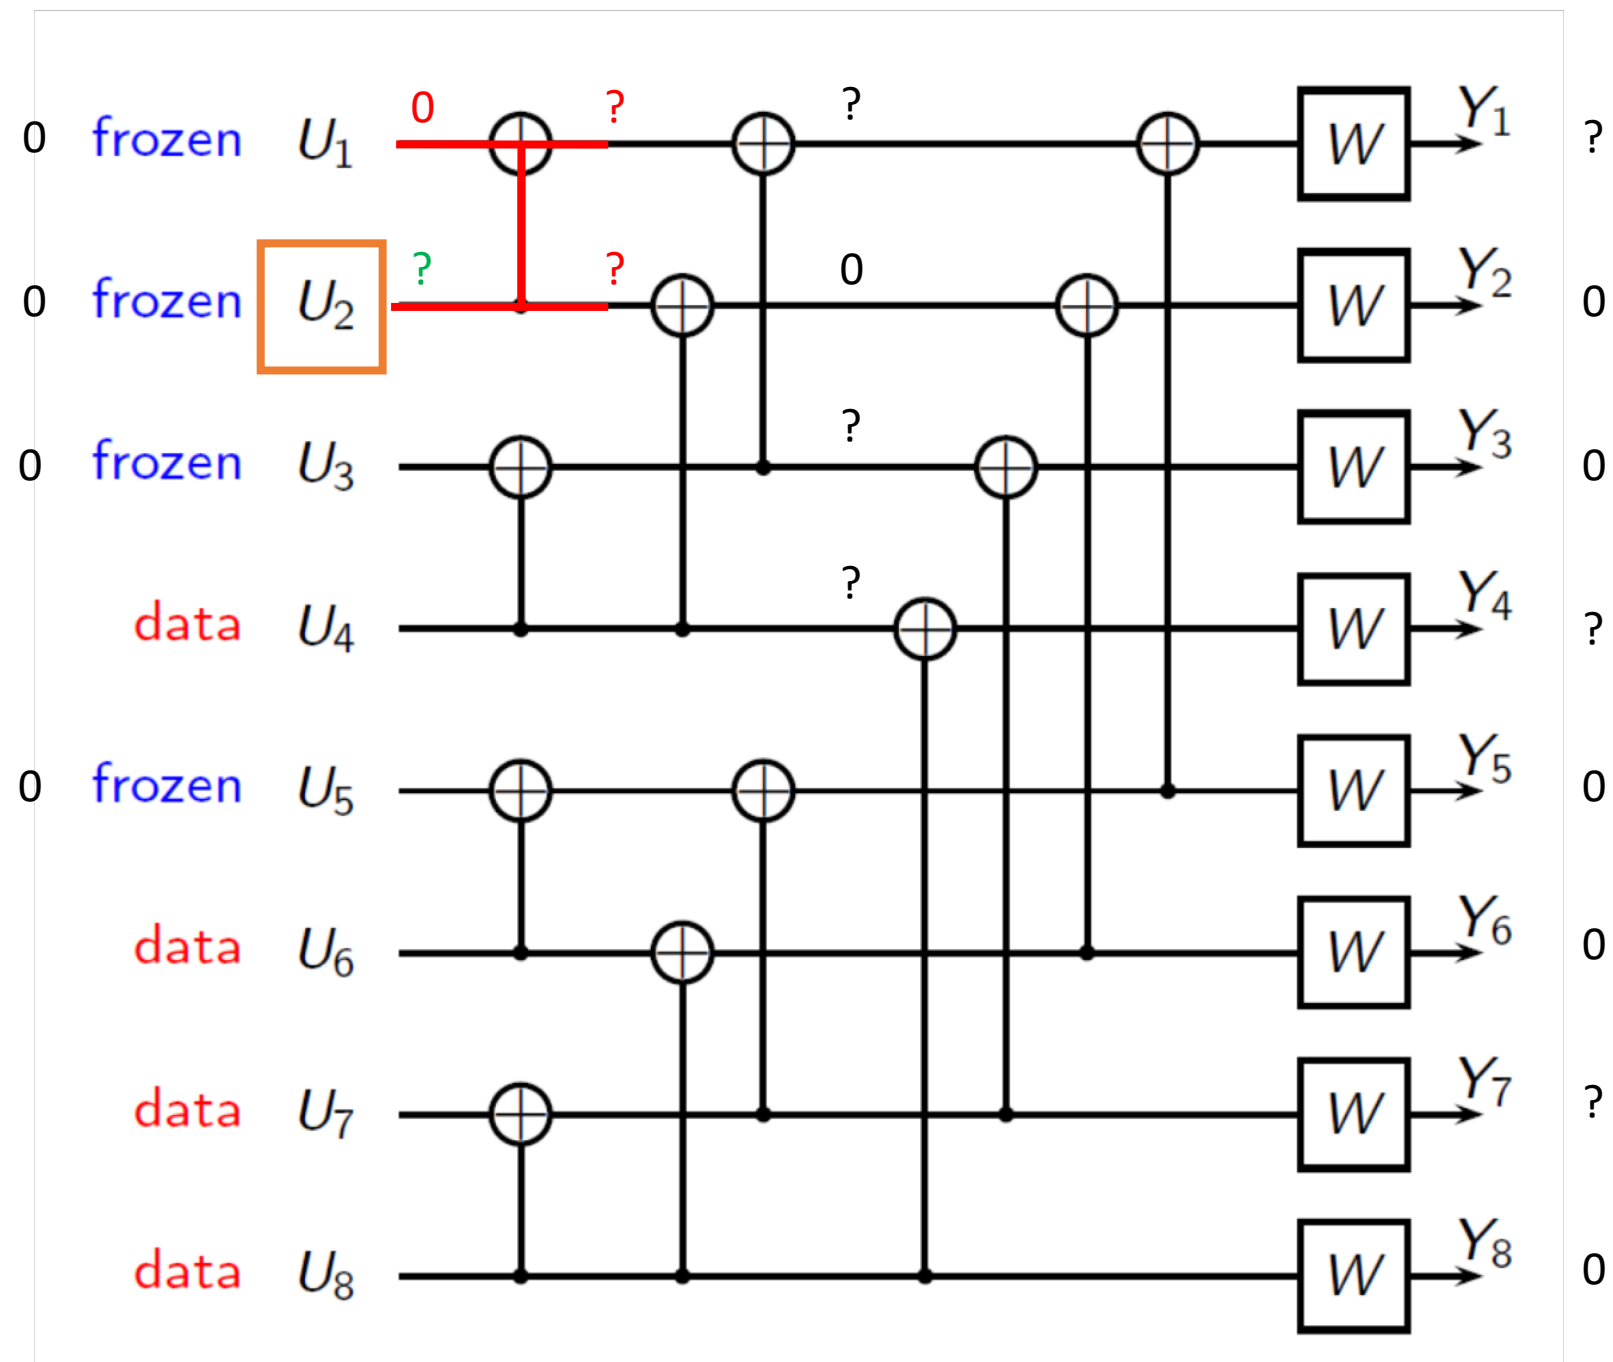 0 ? ?
0 frozen U1 W Y1 ?
? ? 0
0 frozen U2 W Y2 0
?
0 frozen U3 W Y3 0
?
data U4 W Y4 ?
0 frozen U5 W Y5 0
data U6 W Y6 0
data U7 W Y7 ?
data U8 W Y8 0